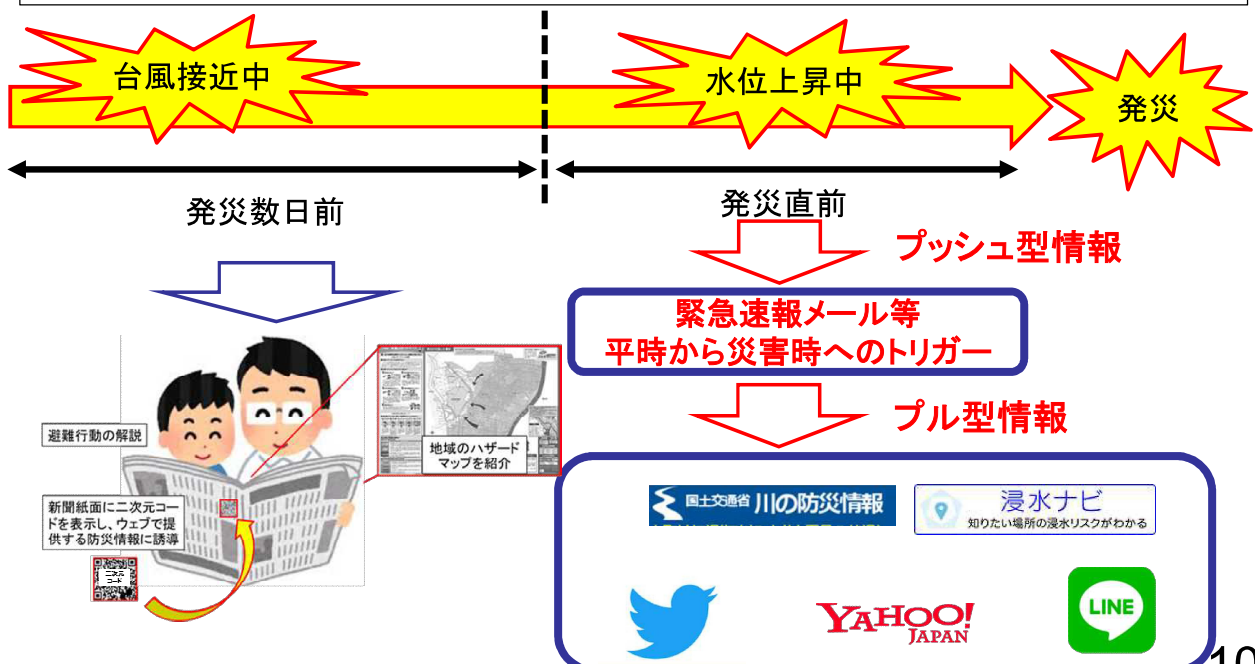 台風接近中
水位上昇中
発災
発災数日前
発災直前
プッシュ型情報
緊急速報メール等
平時から災害時へのトリガー
プル型情報
避難行動の解説
地域のハザード
マップを紹介
新聞紙面に二次元コー
ドを表示し、ウェブで提
供する防災情報に誘導
国土交通省 川の防災情報
浸水ナビ
知りたい場所の浸水リスクがわかる
YAHOO!
JAPAN
LINE
10